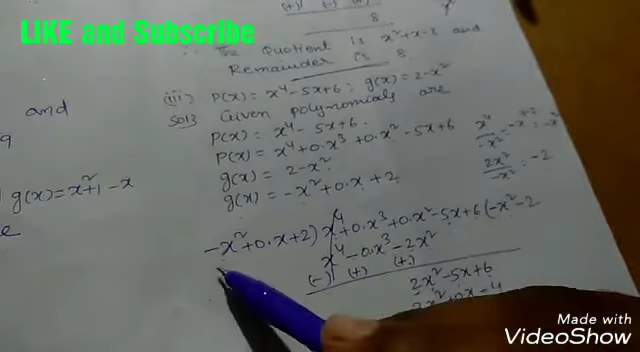 LIKE and Subscribe
8
∴ The Quotient is x²+x-2 and
Remainder is 8
(iii) P(x) = x⁴-5x+6; g(x) = 2-x²
Given polynomials are
P(x) = x⁴-5x+6.
P(x) = x⁴+0.x³+0.x²-5x+6
g(x) = 2-x²
g(x) = -x²+0.x+2
x⁴/-x² = -x
2x²/-x² = -2
and
g(x)=x²+1-x
-x²+0.x+2) x⁴+0.x³+0.x²-5x+6 (-x²-2
x⁴-0.x³-2x²
(-) (+) (+)
2x²-5x+6
Made with
VideoShow